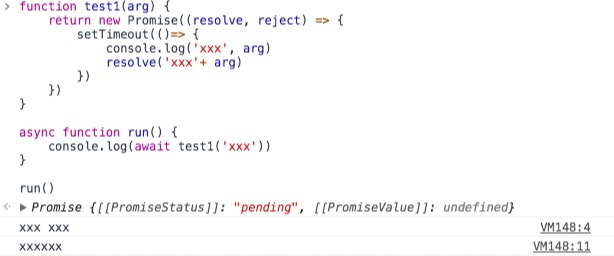 > function test1(arg) {
    return new Promise((resolve, reject) => {
        setTimeout(()=> {
            console.log('xxx', arg)
            resolve('xxx'+ arg)
        })
    })
}

async function run() {
    console.log(await test1('xxx'))
}

run()
▶ Promise {[[PromiseStatus]]: "pending", [[PromiseValue]]: undefined}
xxx xxx VM148:4
xxxxxx VM148:11